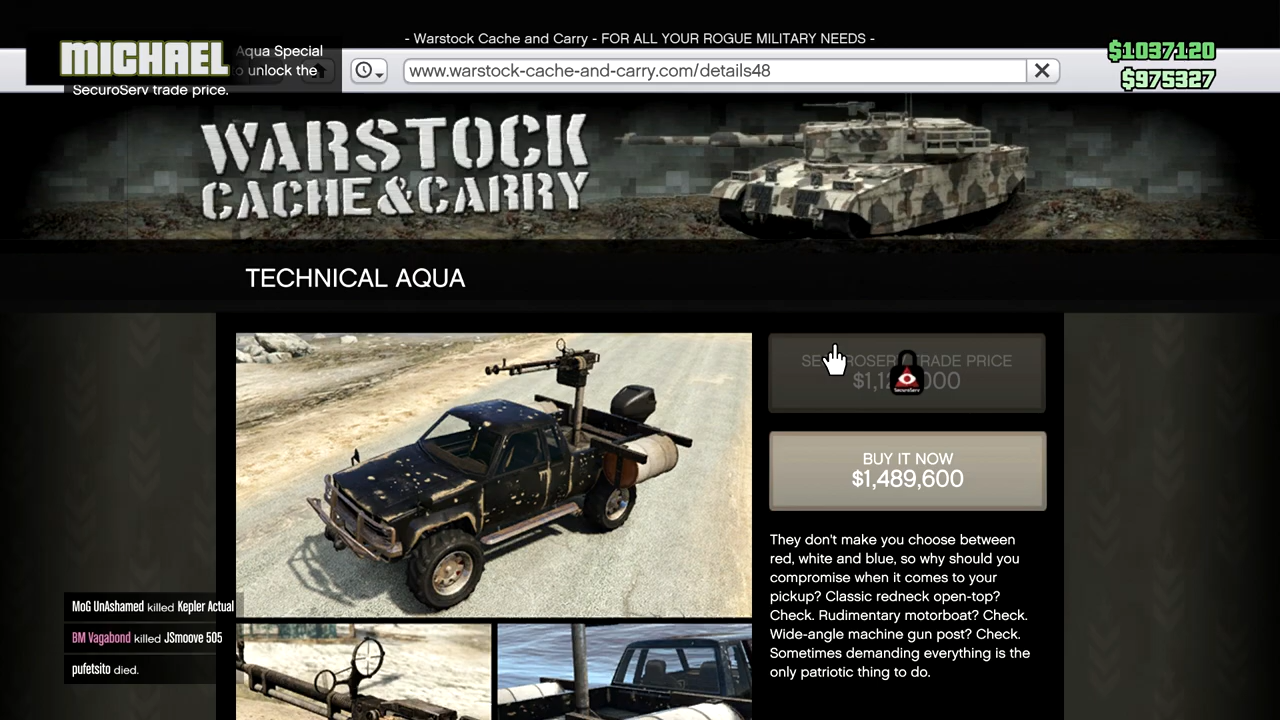 - Warstock Cache and Carry - FOR ALL YOUR ROGUE MILITARY NEEDS -
MICHAEL
Aqua Special
to unlock the
SecuroServ trade price.
www.warstock-cache-and-carry.com/details48
$1037120
$975327
WARSTOCK
CACHE&CARRY
TECHNICAL AQUA
TRADE PRICE
BUY IT NOW
$1,489,600
They don't make you choose between
red, white and blue, so why should you
compromise when it comes to your
pickup? Classic redneck open-top?
Check. Rudimentary motorboat? Check.
Wide-angle machine gun post? Check.
Sometimes demanding everything is the
only patriotic thing to do.
MoG UnAshamed killed Kepler Actual
BM Vagabond killed JSmoove 505
pufetsito died.